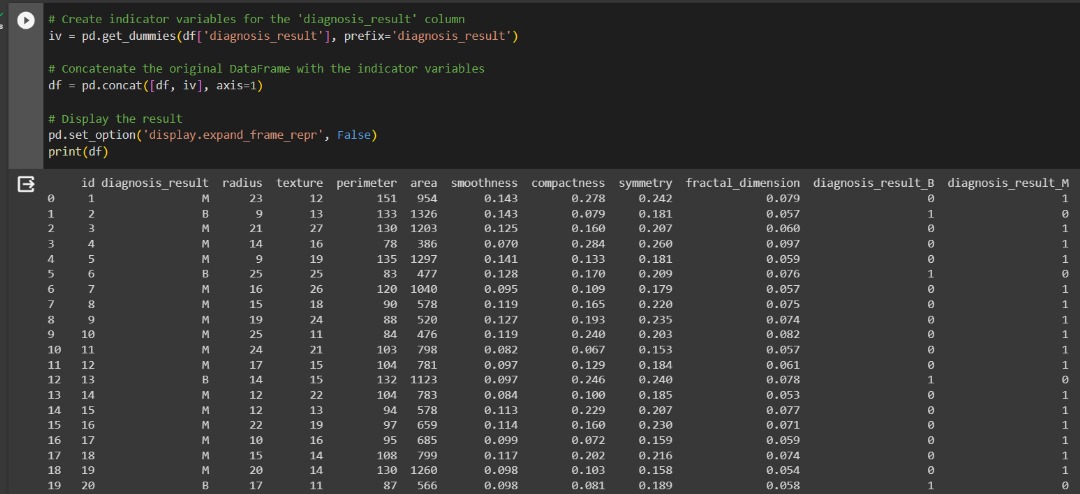 # Create indicator variables for the 'diagnosis_result' column
iv = pd.get_dummies(df['diagnosis_result'], prefix='diagnosis_result')
# Concatenate the original DataFrame with the indicator variables
df = pd.concat([df, iv], axis=1)
# Display the result
pd.set_option('display.expand_frame_repr', False)
print(df)
id diagnosis_result radius texture perimeter area smoothness compactness symmetry fractal_dimension diagnosis_result_B diagnosis_result_M
0 1 M 23 12 151 954 0.143 0.278 0.242 0.079 0 1
1 2 B 9 13 133 1326 0.143 0.079 0.181 0.057 1 0
2 3 M 21 27 130 1203 0.125 0.160 0.207 0.060 0 1
3 4 M 14 16 78 386 0.070 0.284 0.260 0.097 0 1
4 5 M 9 19 135 1297 0.141 0.133 0.181 0.059 0 1
5 6 B 25 25 83 477 0.128 0.170 0.209 0.076 1 0
6 7 M 16 26 120 1040 0.095 0.109 0.179 0.057 0 1
7 8 M 15 18 90 578 0.119 0.165 0.220 0.075 0 1
8 9 M 19 24 88 520 0.127 0.193 0.235 0.074 0 1
9 10 M 25 11 84 476 0.119 0.240 0.203 0.082 0 1
10 11 M 24 21 103 798 0.082 0.067 0.153 0.057 0 1
11 12 M 17 15 104 781 0.097 0.129 0.184 0.061 0 1
12 13 B 14 15 132 1123 0.097 0.246 0.240 0.078 1 0
13 14 M 12 22 104 783 0.084 0.100 0.185 0.053 0 1
14 15 M 12 13 94 578 0.113 0.229 0.207 0.077 0 1
15 16 M 22 19 97 659 0.114 0.160 0.230 0.071 0 1
16 17 M 10 16 95 685 0.099 0.072 0.159 0.059 0 1
17 18 M 15 14 108 799 0.117 0.202 0.216 0.074 0 1
18 19 M 20 14 130 1260 0.098 0.103 0.158 0.054 0 1
19 20 B 17 11 87 566 0.098 0.081 0.189 0.058 1 0